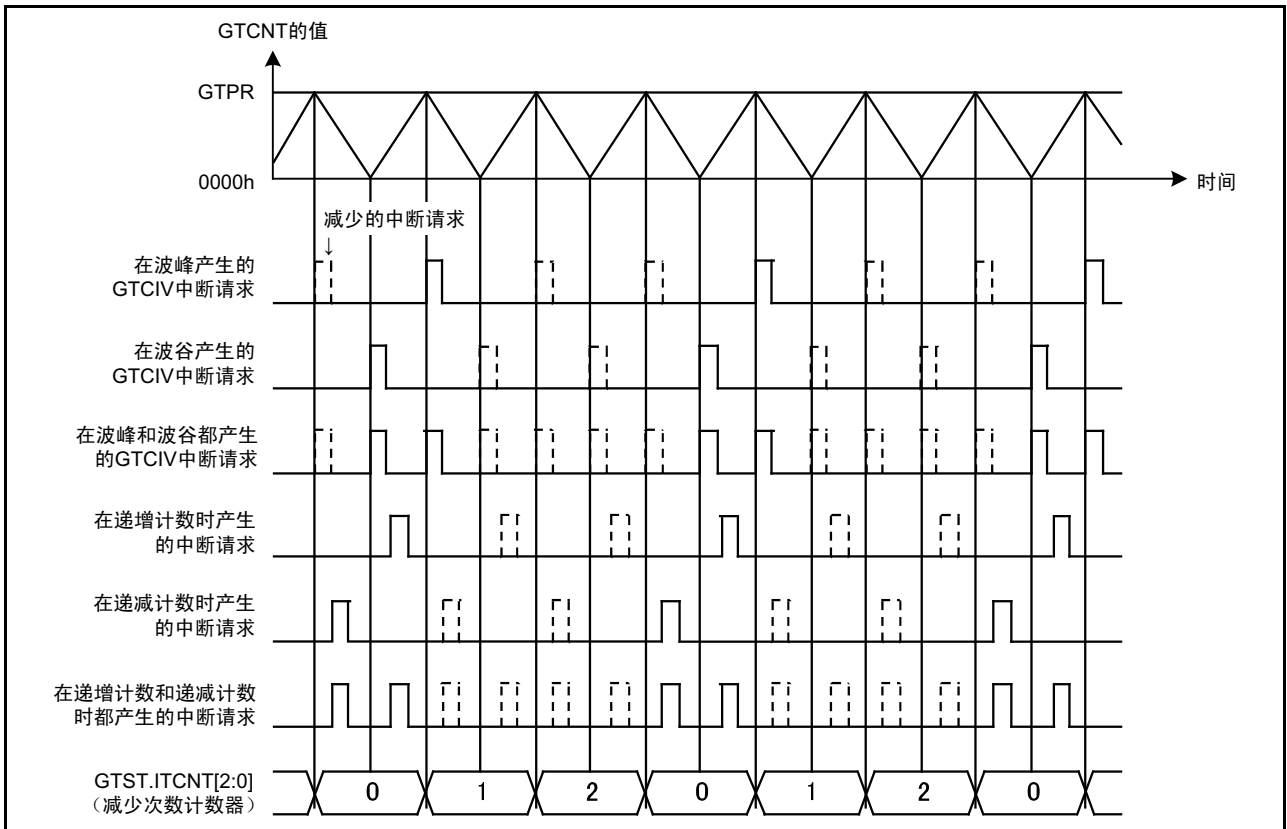 GTCNT的值
GTPR
0000h
时间
减少的中断请求
↓
在波峰产生的
GTCIV中断请求
在波谷产生的
GTCIV中断请求
在波峰和波谷都产生
的GTCIV中断请求
在递增计数时产生
的中断请求
在递减计数时产生
的中断请求
在递增计数和递减计数
时都产生的中断请求
GTST.ITCNT[2:0]
（减少次数计数器）
0 1 2 0 1 2 0